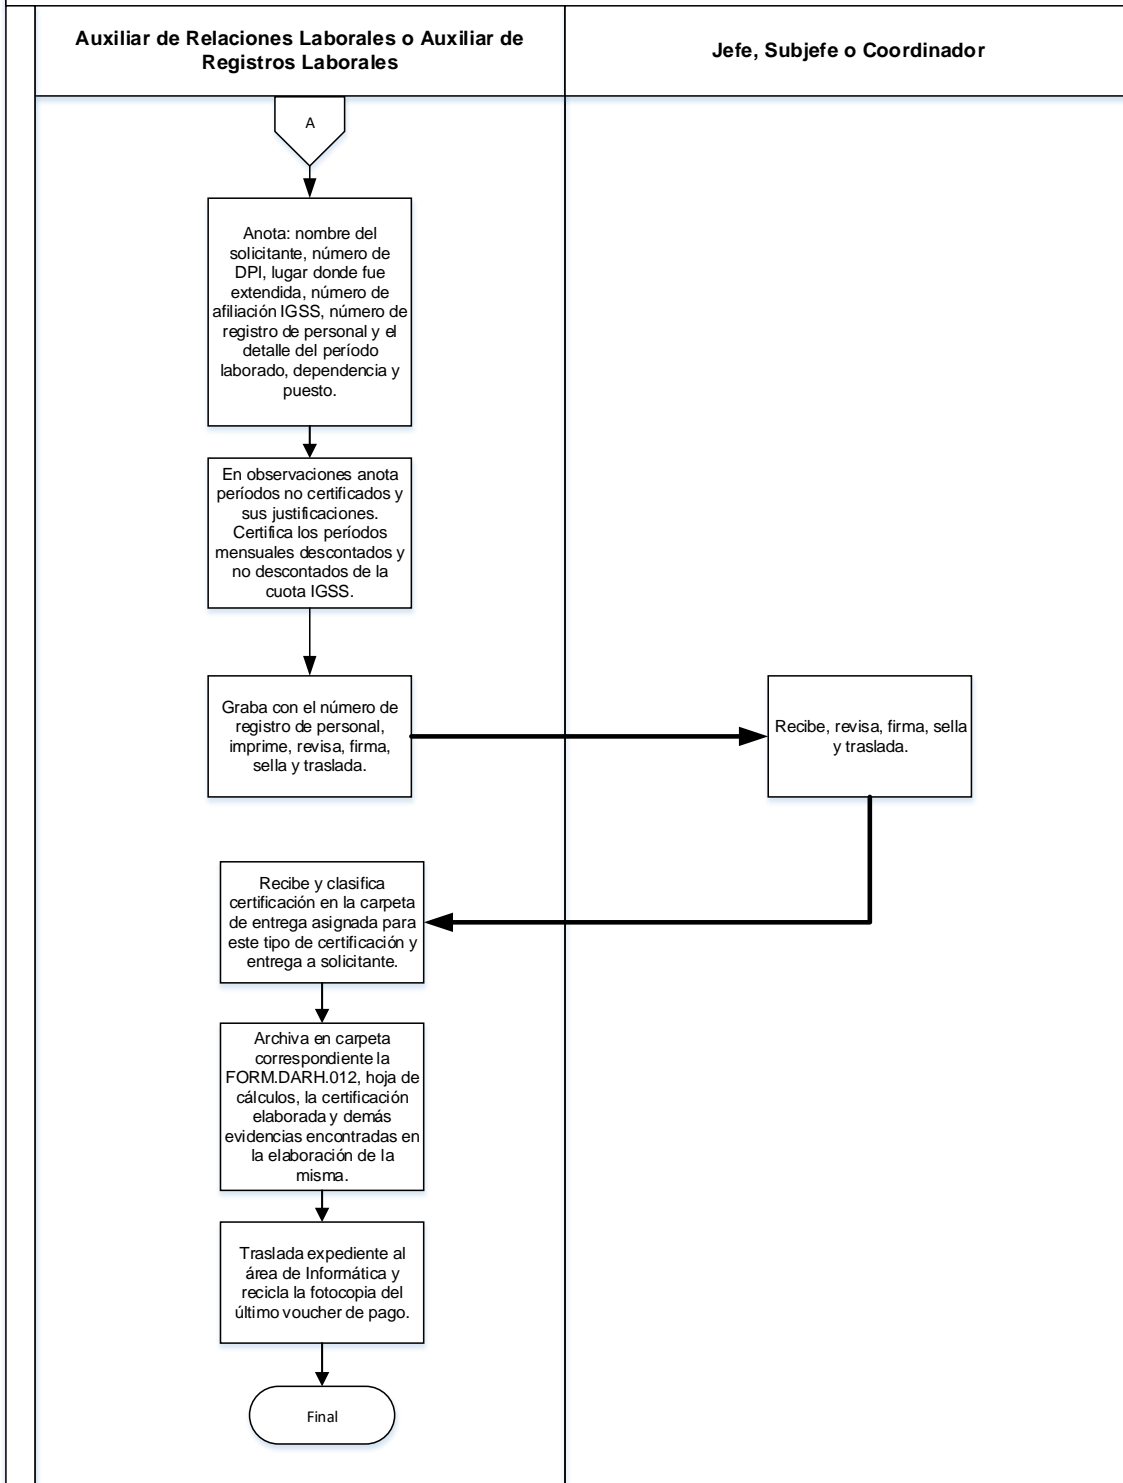 Auxiliar de Relaciones Laborales o Auxiliar de
Registros Laborales
Jefe, Subjefe o Coordinador
A
Anota: nombre del
solicitante, número de
DPI, lugar donde fue
extendida, número de
afiliación IGSS, número de
registro de personal y el
detalle del período
laborado, dependencia y
puesto.
En observaciones anota
períodos no certificados y
sus justificaciones.
Certifica los períodos
mensuales descontados y
no descontados de la
cuota IGSS.
Graba con el número de
registro de personal,
imprime, revisa, firma,
sella y traslada.
Recibe, revisa, firma, sella
y traslada.
Recibe y clasifica
certificación en la carpeta
de entrega asignada para
este tipo de certificación y
entrega a solicitante.
Archiva en carpeta
correspondiente la
FORM.DARH.012, hoja de
cálculos, la certificación
elaborada y demás
evidencias encontradas en
la elaboración de la
misma.
Traslada expediente al
área de Informática y
recicla la fotocopia del
último voucher de pago.
Final